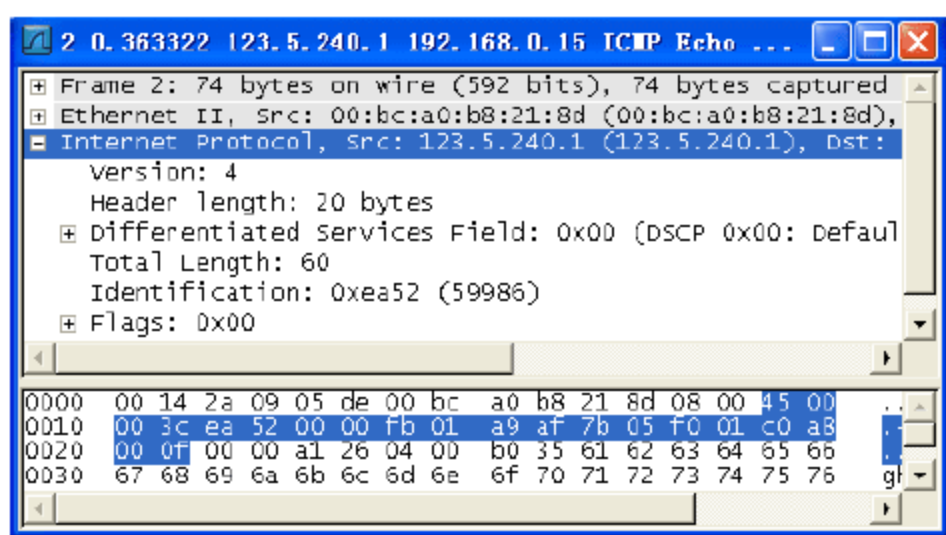 2 0.363322 123.5.240.1 192.168.0.15 ICMP Echo ...
Frame 2: 74 bytes on wire (592 bits), 74 bytes captured
Ethernet II, Src: 00:bc:a0:b8:21:8d (00:bc:a0:b8:21:8d),
Internet Protocol, Src: 123.5.240.1 (123.5.240.1), Dst:
Version: 4
Header length: 20 bytes
Differentiated Services Field: 0x00 (DSCP 0x00: Defaul
Total Length: 60
Identification: 0xea52 (59986)
Flags: 0x00
0000 00 14 2a 09 05 de 00 bc a0 b8 21 8d 08 00 45 00 ..
0010 00 3c ea 52 00 00 fb 01 a9 af 7b 05 f0 01 c0 a8
0020 00 0f 00 00 a1 26 04 00 b0 35 61 62 63 64 65 66
0030 67 68 69 6a 6b 6c 6d 6e 6f 70 71 72 73 74 75 76